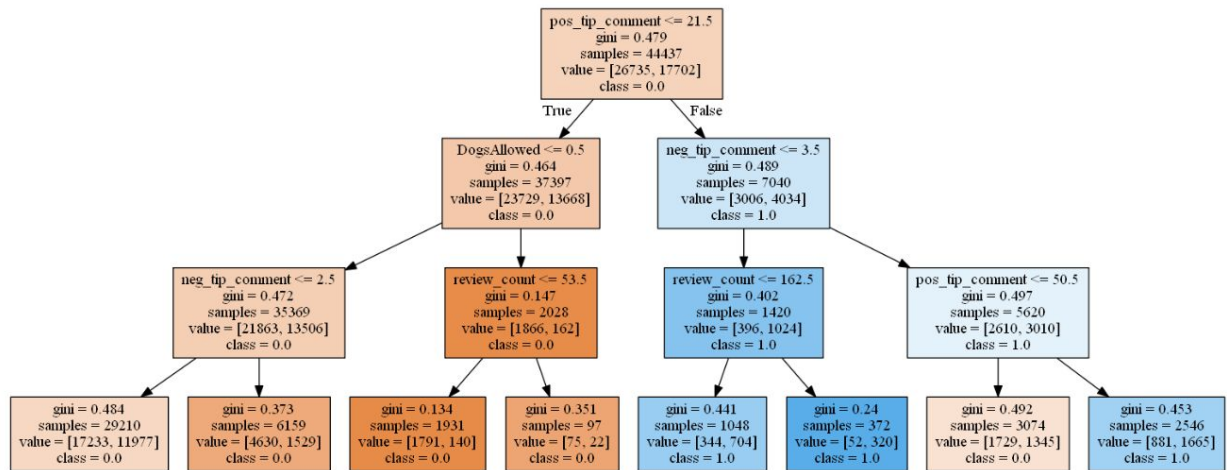 pos_tip_comment <= 21.5
gini = 0.479
samples = 44437
value = [26735, 17702]
class = 0.0
True
False
DogsAllowed <= 0.5
gini = 0.464
samples = 37397
value = [23729, 13668]
class = 0.0
neg_tip_comment <= 3.5
gini = 0.489
samples = 7040
value = [3006, 4034]
class = 1.0
neg_tip_comment <= 2.5
gini = 0.472
samples = 35369
value = [21863, 13506]
class = 0.0
review_count <= 53.5
gini = 0.147
samples = 2028
value = [1866, 162]
class = 0.0
review_count <= 162.5
gini = 0.402
samples = 1420
value = [396, 1024]
class = 1.0
pos_tip_comment <= 50.5
gini = 0.497
samples = 5620
value = [2610, 3010]
class = 1.0
gini = 0.484
samples = 29210
value = [17233, 11977]
class = 0.0
gini = 0.373
samples = 6159
value = [4630, 1529]
class = 0.0
gini = 0.134
samples = 1931
value = [1791, 140]
class = 0.0
gini = 0.351
samples = 97
value = [75, 22]
class = 0.0
gini = 0.441
samples = 1048
value = [344, 704]
class = 1.0
gini = 0.24
samples = 372
value = [52, 320]
class = 1.0
gini = 0.492
samples = 3074
value = [1729, 1345]
class = 0.0
gini = 0.453
samples = 2546
value = [881, 1665]
class = 1.0